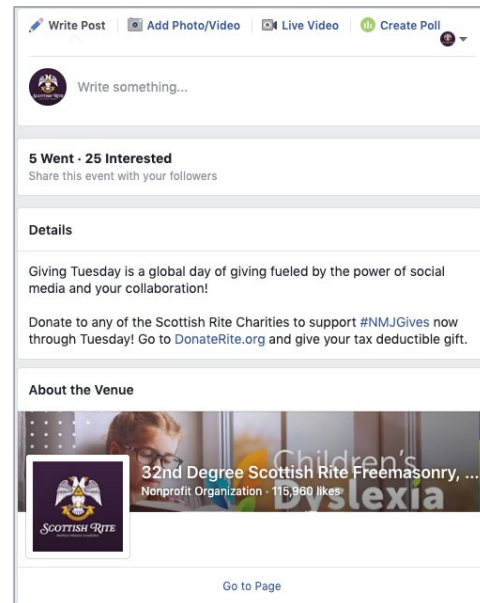 Write Post
Add Photo/Video
Live Video
Create Poll
Write something...
5 Went · 25 Interested
Share this event with your followers
Details
Giving Tuesday is a global day of giving fueled by the power of social
media and your collaboration!
Donate to any of the Scottish Rite Charities to support #NMJGives now
through Tuesday! Go to DonateRite.org and give your tax deductible gift.
About the Venue
Children's
Dyslexia
32nd Degree Scottish Rite Freemasonry, ...
Nonprofit Organization · 115,960 likes
SCOTTISH RITE
Go to Page